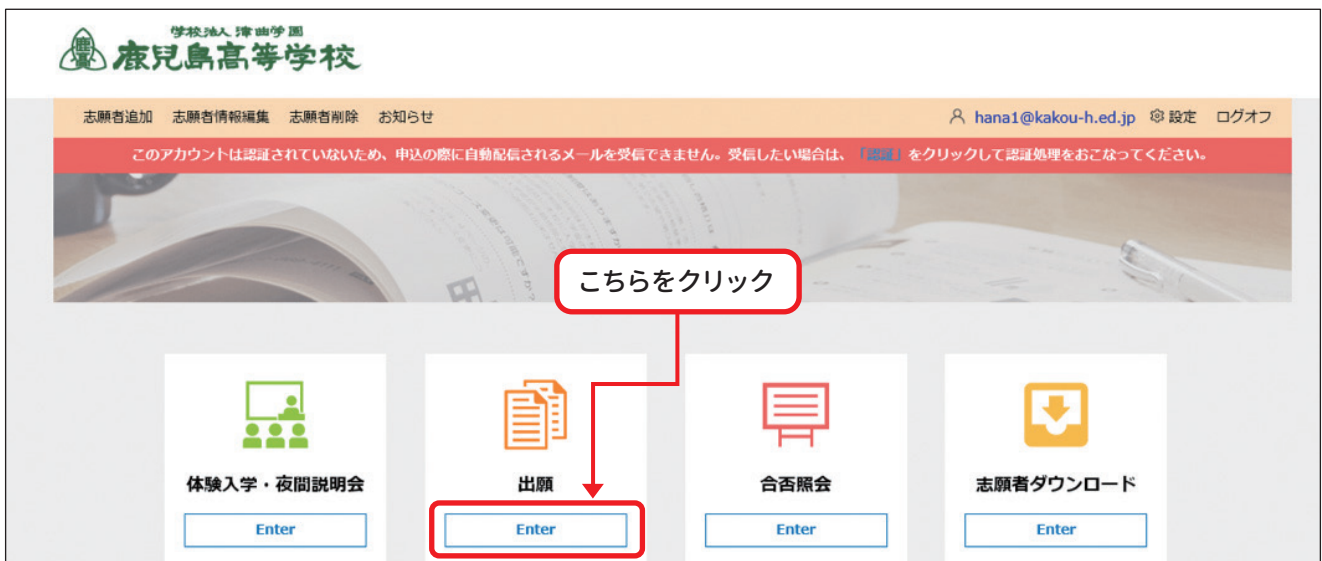 学校法人 津曲学園
鹿児島高等学校
志願者追加 志願者情報編集 志願者削除 お知らせ hana1@kakou-h.ed.jp 設定 ログオフ
このアカウントは認証されていないため、申込の際に自動配信されるメールを受信できません。受信したい場合は、「認証」をクリックして認証処理をおこなってください。
こちらをクリック
体験入学・夜間説明会 出願 合否照会 志願者ダウンロード
Enter Enter Enter Enter